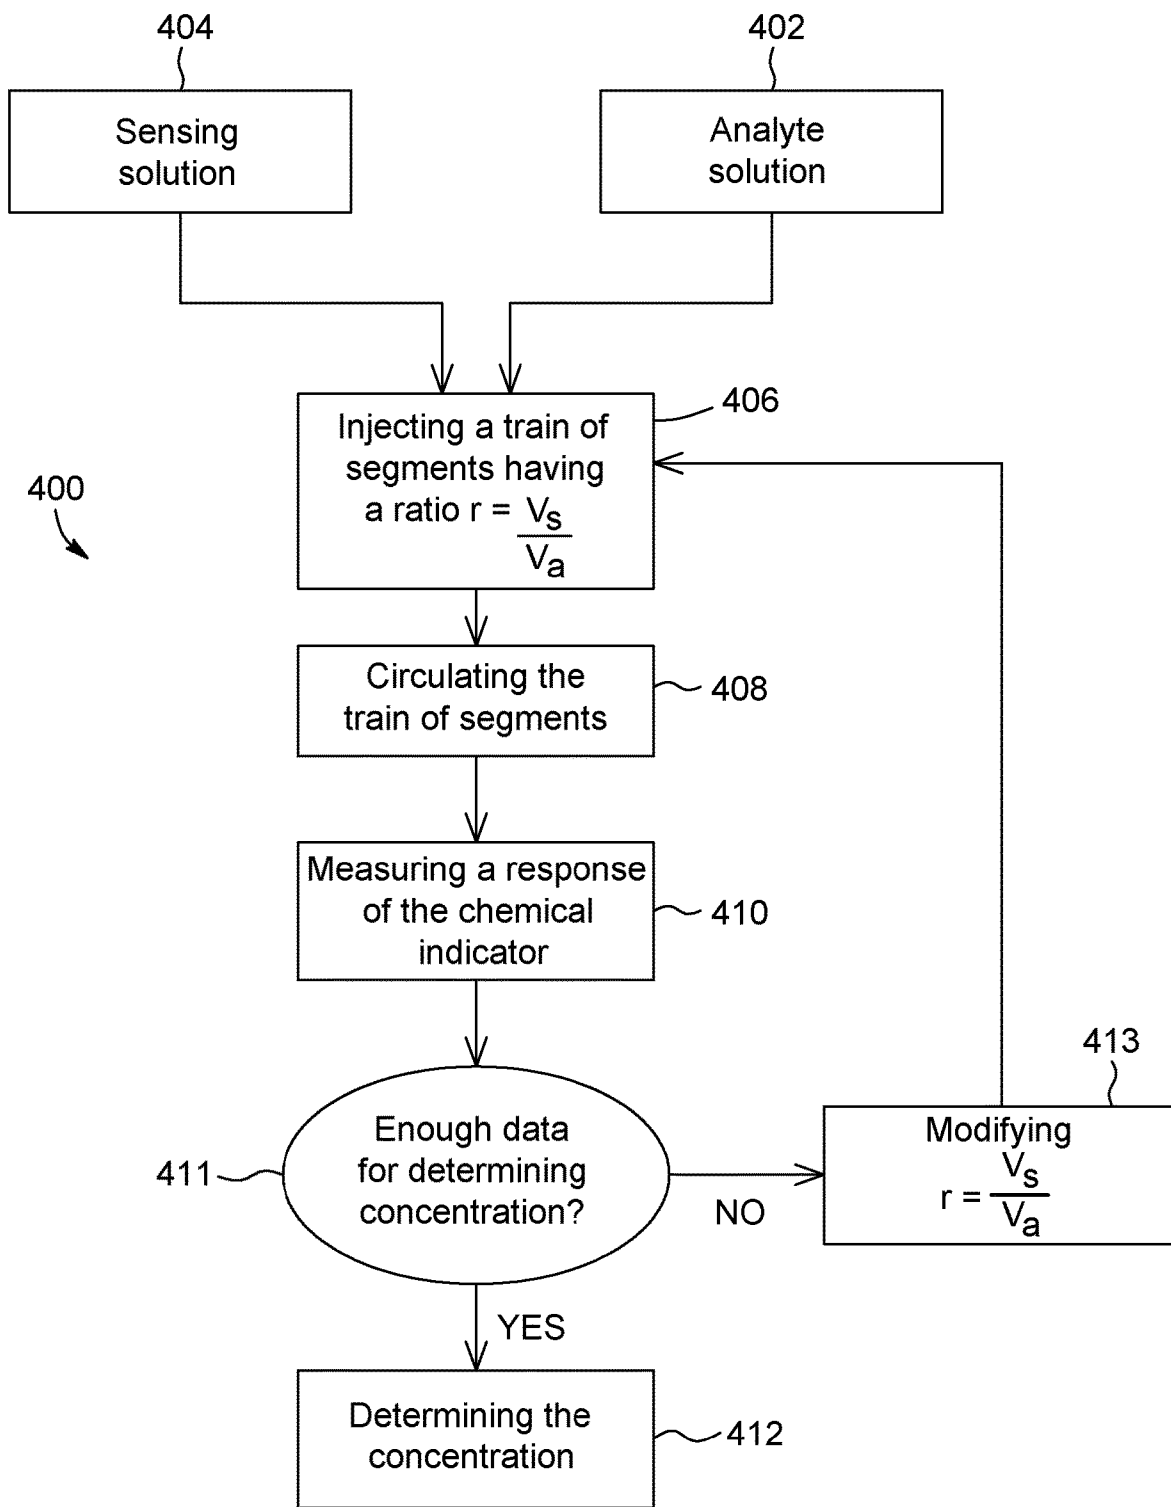 404
402
Sensing
solution
Analyte
solution
406
Injecting a train of
segments having
a ratio r = Vs
Va
400
Circulating the
train of segments
408
Measuring a response
of the chemical
indicator
410
413
Modifying
r = Vs
Va
411
Enough data
for determining
concentration?
NO
YES
Determining the
concentration
412